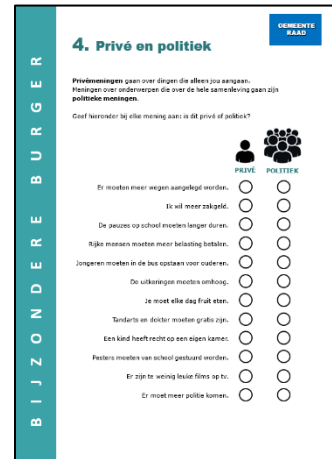 GEMEENTE
RAAD
4. Privé en politiek
Privémeningen gaan over dingen die alleen jou aangaan.
Meningen over onderwerpen die over de hele samenleving gaan zijn
politieke meningen.
Geef hieronder bij elke mening aan: is dit privé of politiek?
PRIVÉ POLITIEK
Er moeten meer wegen aangelegd worden.
Ik wil meer zakgeld.
De pauzes op school moeten langer duren.
Rijke mensen moeten meer belasting betalen.
Jongeren moeten in de bus opstaan voor ouderen.
De uitkeringen moeten omhoog.
Je moet elke dag fruit eten.
Tandarts en dokter moeten gratis zijn.
Een kind heeft recht op een eigen kamer.
Pesters moeten van school gestuurd worden.
Er zijn te weinig leuke films op tv.
Er moet meer politie komen.
BIJZONDERE BURGER